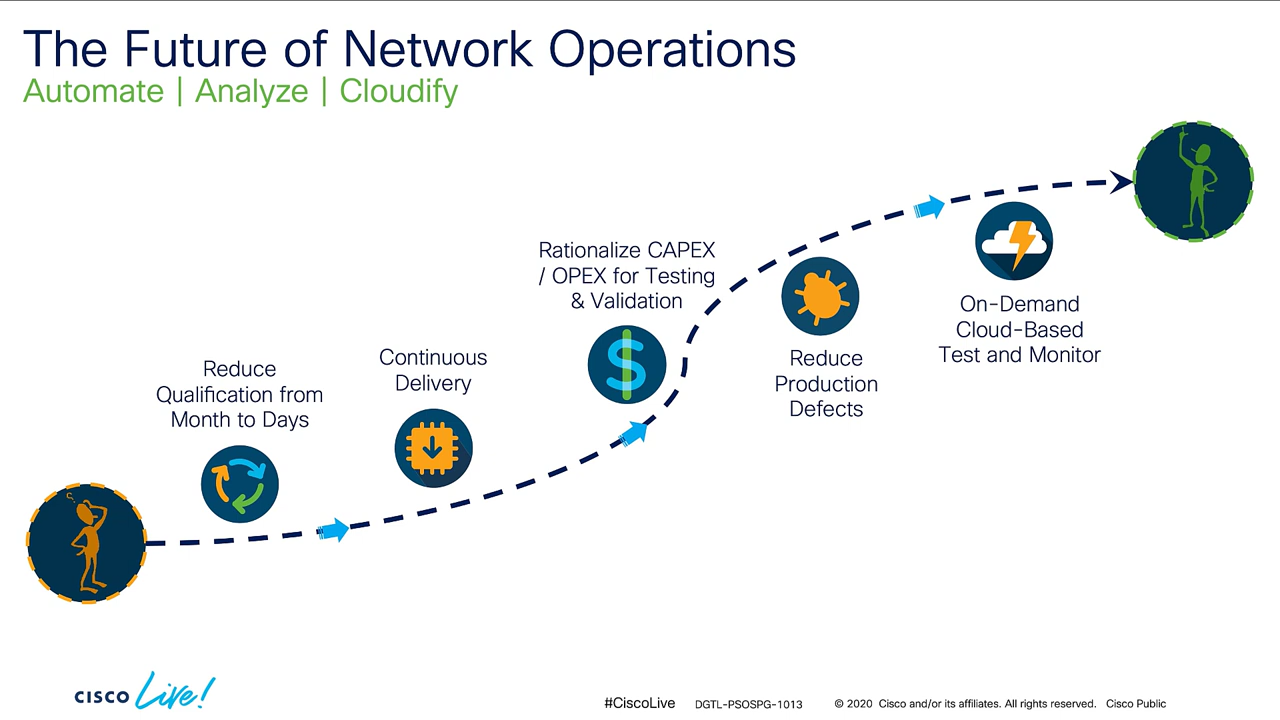 The Future of Network Operations
Automate | Analyze | Cloudify
Rationalize CAPEX
/ OPEX for Testing
& Validation
On-Demand
Cloud-Based
Test and Monitor
Continuous
Delivery
Reduce
Production
Defects
Reduce
Qualification from
Month to Days
CISCO Live!
#CiscoLive
DGTL-PSOSPG-1013
© 2020 Cisco and/or its affiliates. All rights reserved. Cisco Public